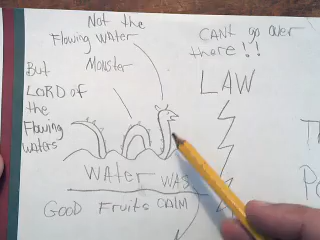 Not the
Flowing Water
Monster
But
LORD of
the
Flowing
waters
CANt go over
there!!
LAW
Water WAS
CALM
GOOD Fruits